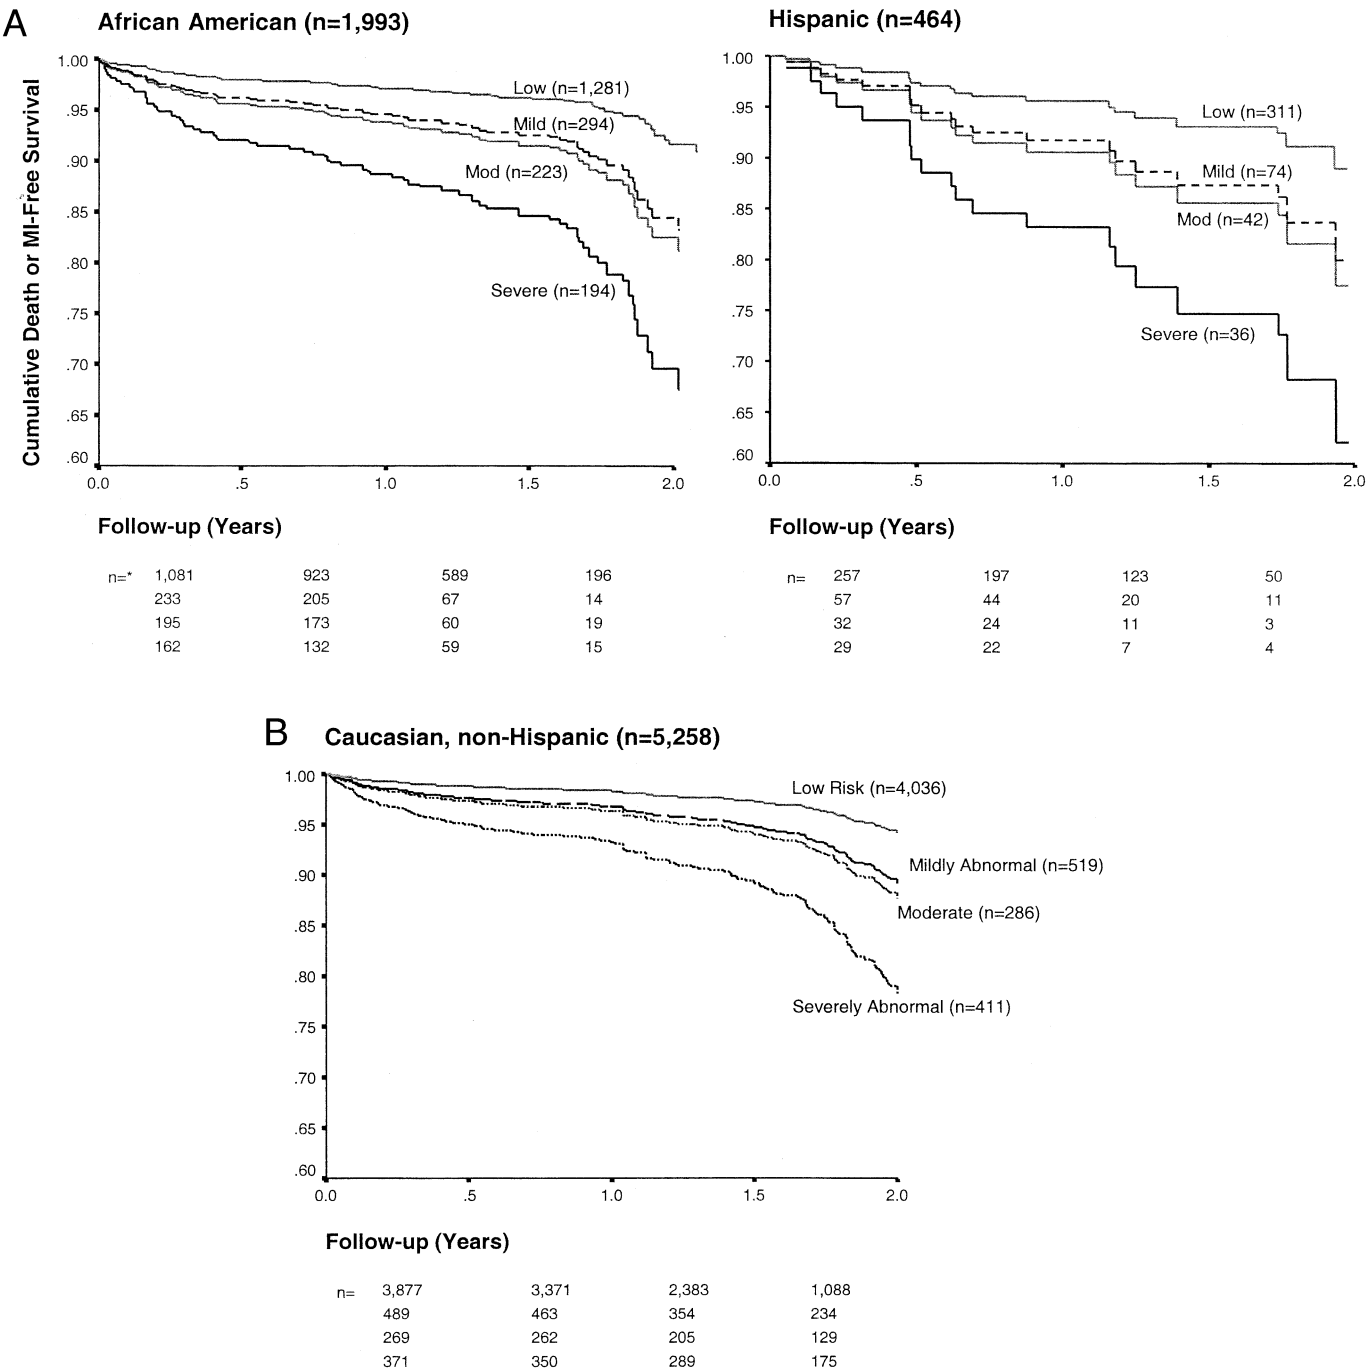 A
African American (n=1,993)
Cumulative Death or MI-Free Survival
1.00
.95
.90
.85
.80
.75
.70
.65
.60
Low (n=1,281)
Mild (n=294)
Mod (n=223)
Severe (n=194)
0.0 .5 1.0 1.5 2.0
Follow-up (Years)
n=* 1,081 923 589 196
233 205 67 14
195 173 60 19
162 132 59 15
Hispanic (n=464)
1.00
.95
.90
.85
.80
.75
.70
.65
.60
Low (n=311)
Mild (n=74)
Mod (n=42)
Severe (n=36)
0.0 .5 1.0 1.5 2.0
Follow-up (Years)
n= 257 197 123 50
57 44 20 11
32 24 11 3
29 22 7 4
B
Caucasian, non-Hispanic (n=5,258)
1.00
.95
.90
.85
.80
.75
.70
.65
.60
Low Risk (n=4,036)
Mildly Abnormal (n=519)
Moderate (n=286)
Severely Abnormal (n=411)
0.0 .5 1.0 1.5 2.0
Follow-up (Years)
n= 3,877 3,371 2,383 1,088
489 463 354 234
269 262 205 129
371 350 289 175